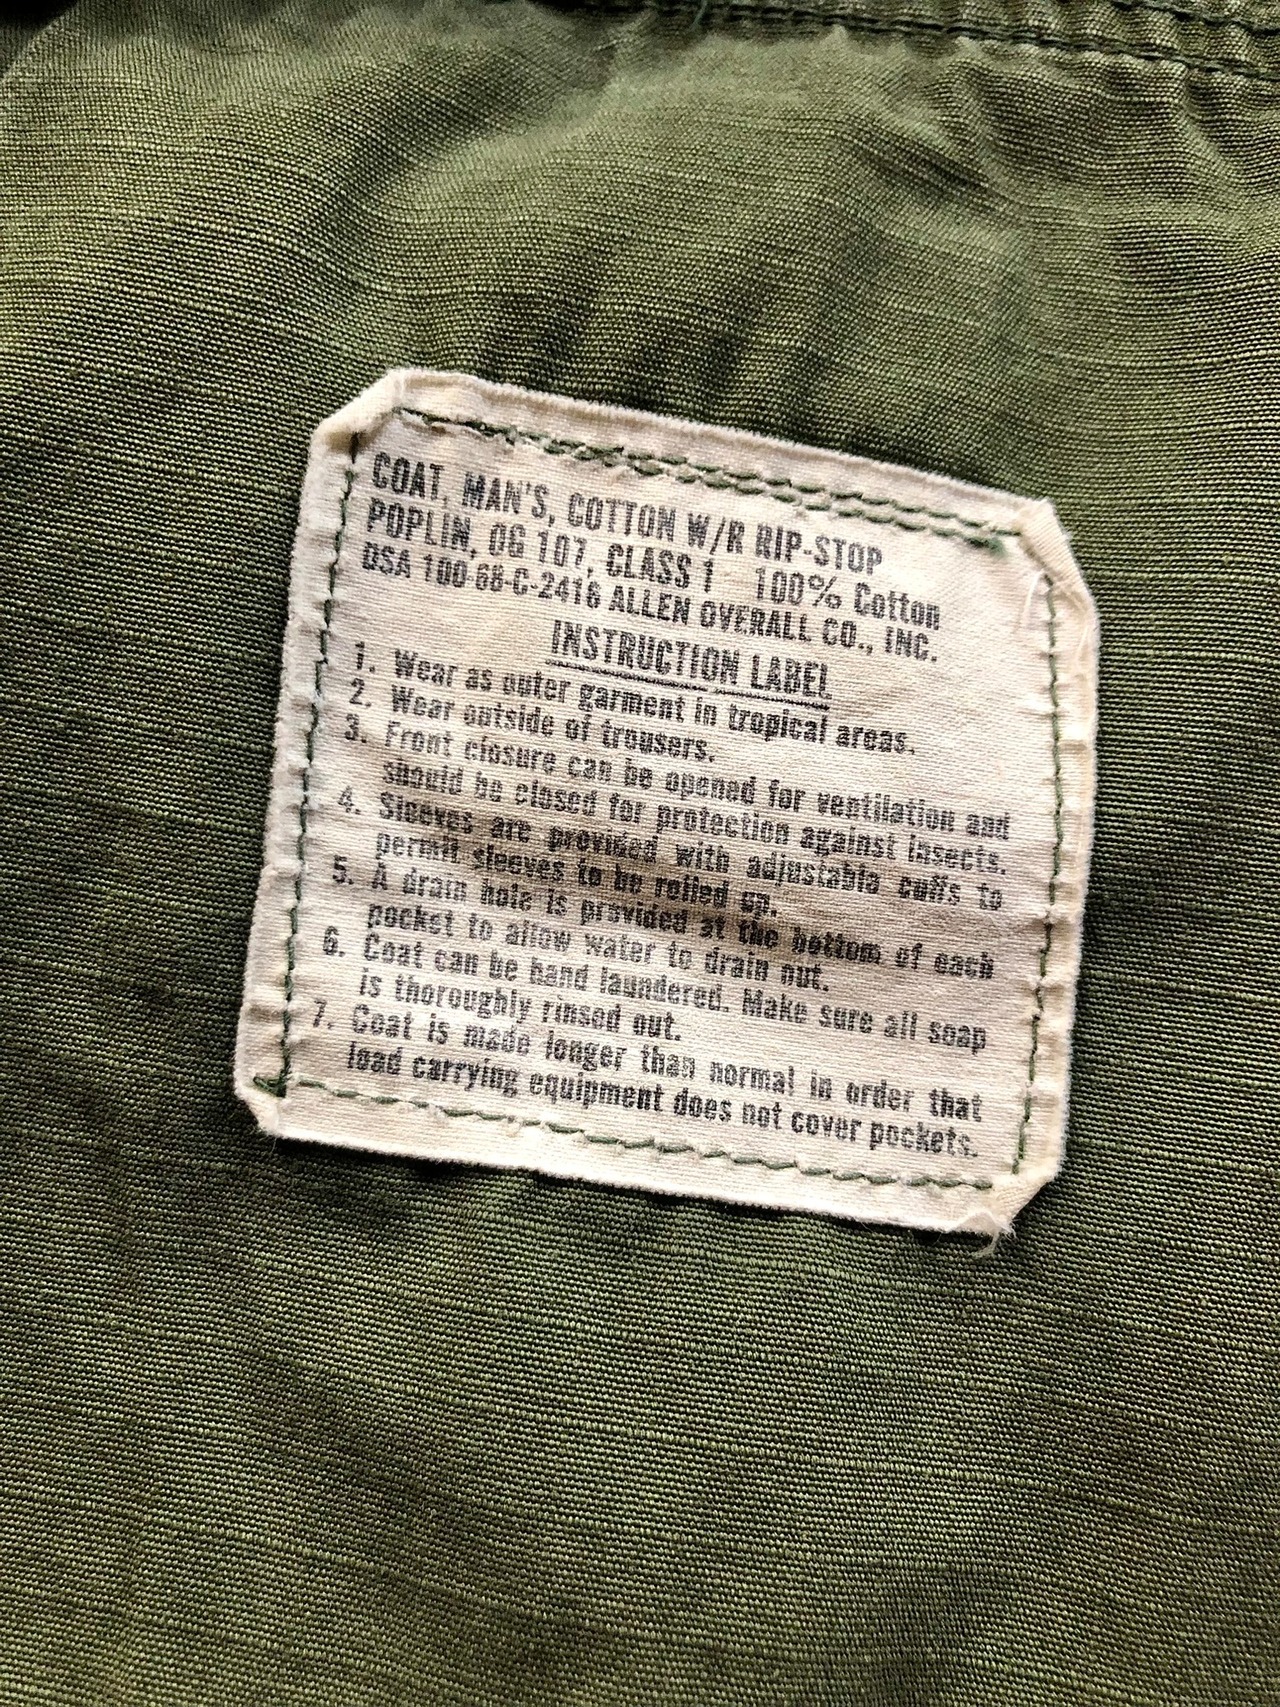 COAT, MAN'S, COTTON W/R RIP-STOP
POPLIN, OG 107, CLASS 1 100% Cotton
DSA 100-68-C-2416 ALLEN OVERALL CO., INC.
INSTRUCTION LABEL
1. Wear as outer garment in tropical areas.
2. Wear outside of trousers.
3. Front closure can be opened for ventilation and
should be closed for protection against insects.
4. Sleeves are provided with adjustable cuffs to
permit sleeves to be rolled up.
5. A drain hole is provided at the bottom of each
pocket to allow water to drain out.
6. Coat can be hand laundered. Make sure all soap
is thoroughly rinsed out.
7. Coat is made longer than normal in order that
load carrying equipment does not cover pockets.